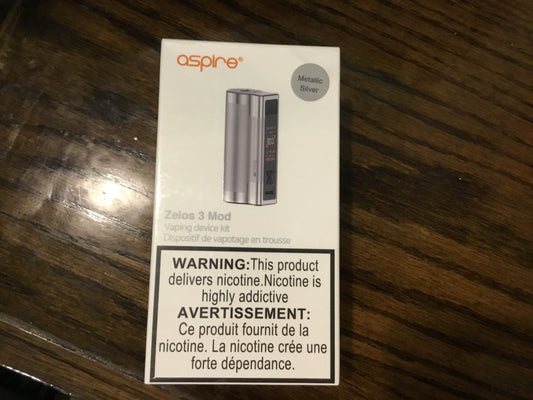 aspire®
Metallic
Silver
Zelos 3 Mod
Vaping device kit
Dispositif de vapotage en trousse
WARNING:This product
delivers nicotine.Nicotine is
highly addictive
AVERTISSEMENT:
Ce produit fournit de la
nicotine. La nicotine crée une
forte dépendance.